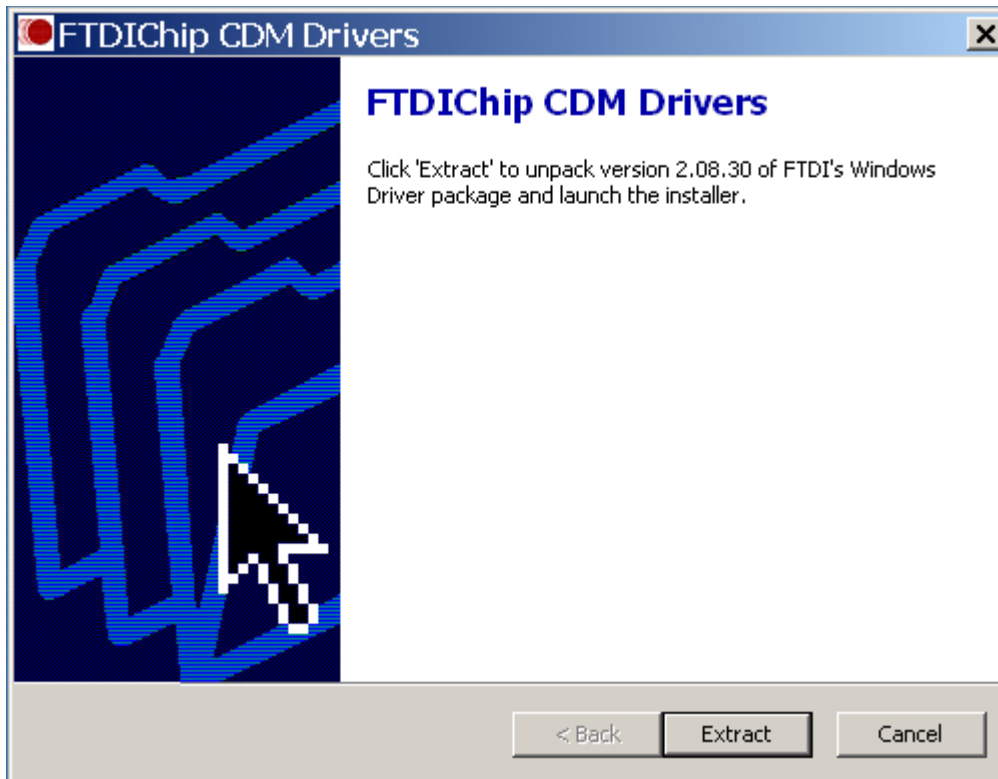 FTDIChip CDM Drivers
FTDIChip CDM Drivers
Click 'Extract' to unpack version 2.08.30 of FTDI's Windows
Driver package and launch the installer.
< Back
Extract
Cancel